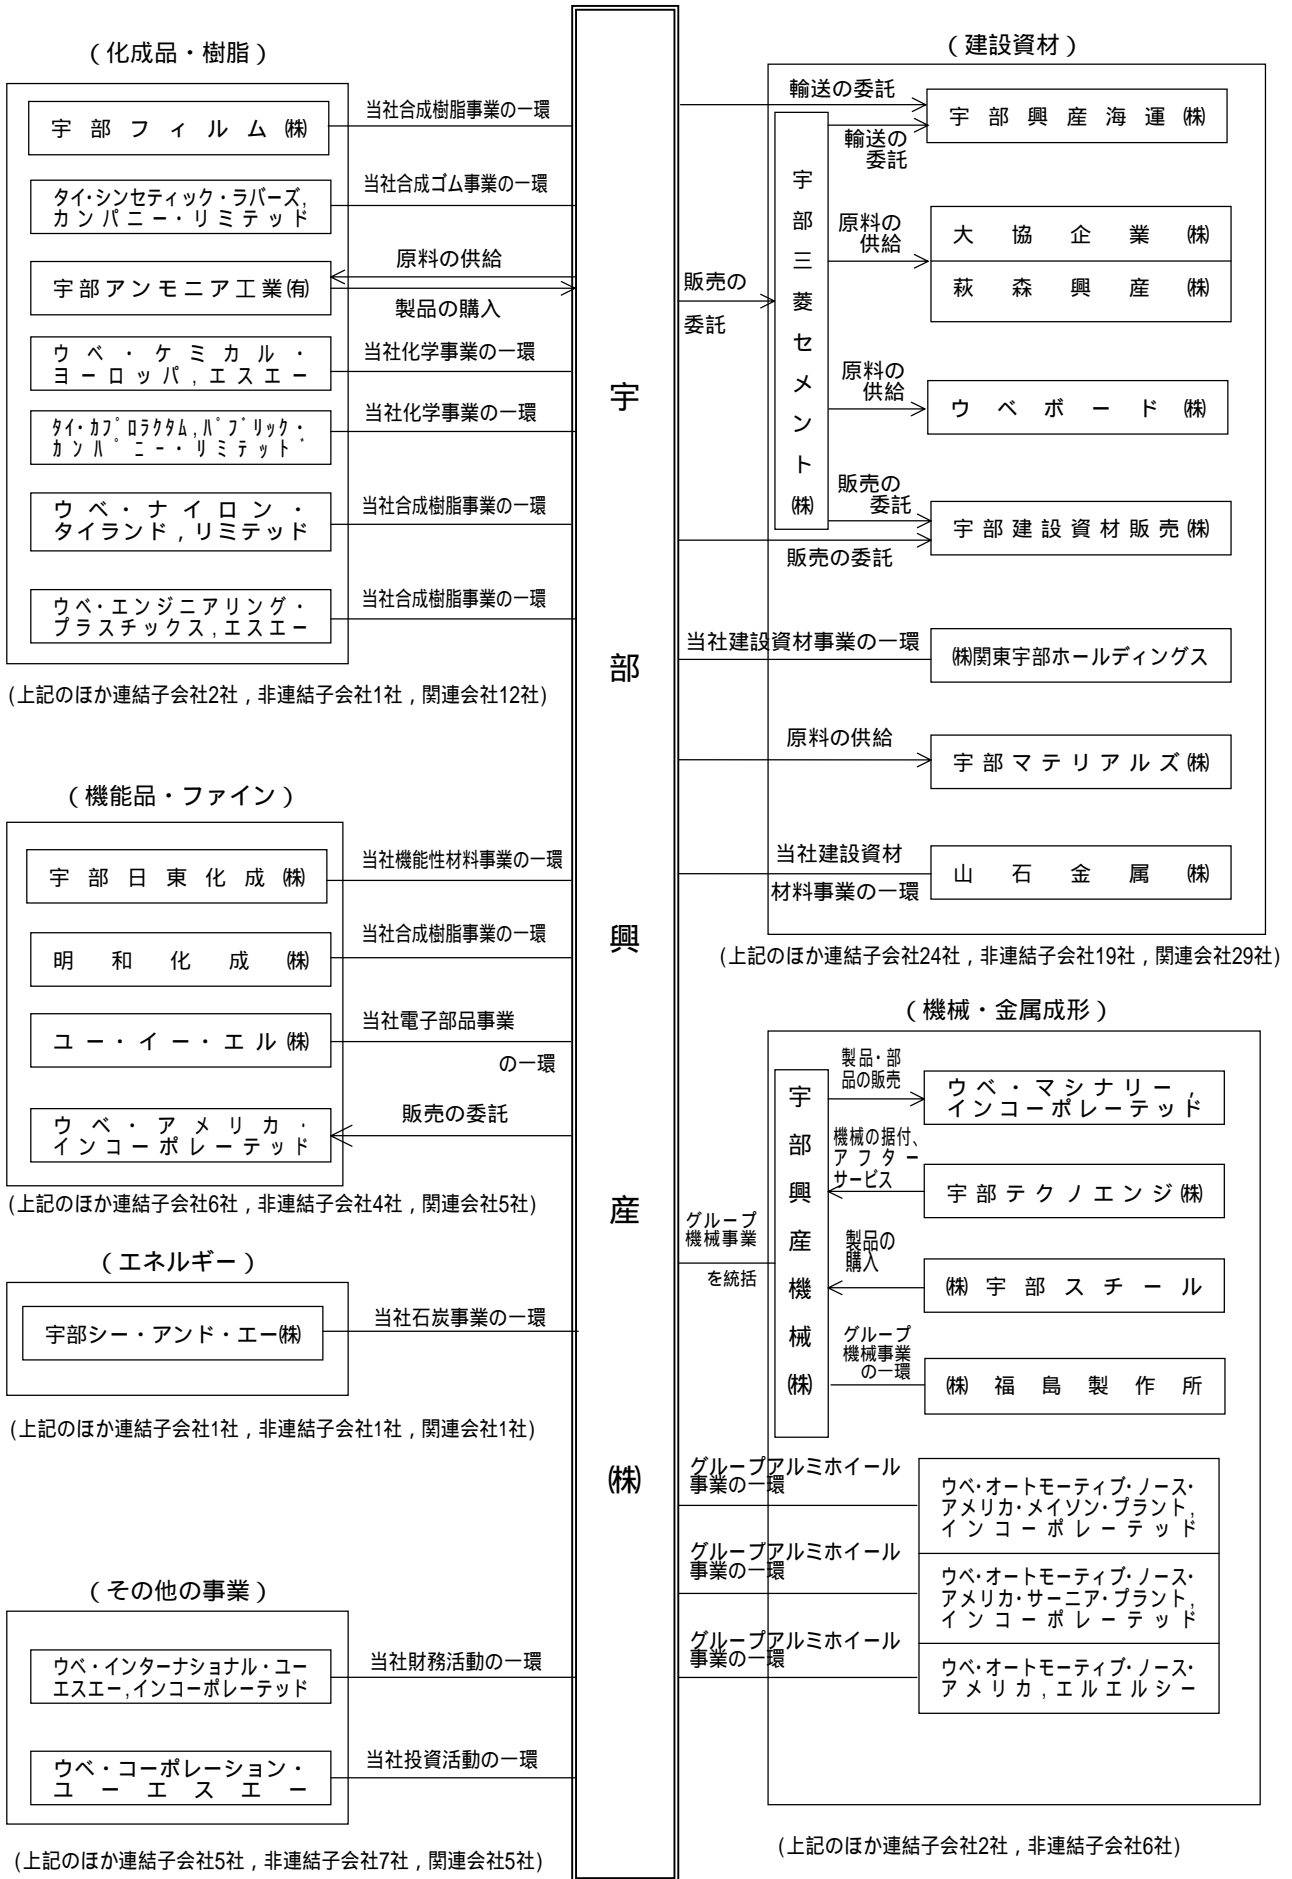 （化成品・樹脂）
宇部フィルム㈱
当社合成樹脂事業の一環
タイ・シンセティック・ラバーズ,
カンパニー・リミテッド
当社合成ゴム事業の一環
宇部アンモニア工業㈲
原料の供給
製品の購入
ウベ・ケミカル・
ヨーロッパ,エスエー
当社化学事業の一環
タイ・カプロラクタム,パブリック・
カンパニー・リミテッド
当社化学事業の一環
ウベ・ナイロン・
タイランド,リミテッド
当社合成樹脂事業の一環
ウベ・エンジニアリング・
プラスチックス,エスエー
当社合成樹脂事業の一環
(上記のほか連結子会社2社，非連結子会社1社，関連会社12社)
（機能品・ファイン）
宇部日東化成㈱
当社機能性材料事業の一環
明和化成㈱
当社合成樹脂事業の一環
ユー・イー・エル㈱
当社電子部品事業
の一環
ウベ・アメリカ・
インコーポレーテッド
販売の委託
(上記のほか連結子会社6社，非連結子会社4社，関連会社5社)
（エネルギー）
宇部シー・アンド・エー㈱
当社石炭事業の一環
(上記のほか連結子会社1社，非連結子会社1社，関連会社1社)
（その他の事業）
ウベ・インターナショナル・ユー
エスエー,インコーポレーテッド
当社財務活動の一環
ウベ・コーポレーション・
ユーエスエー
当社投資活動の一環
(上記のほか連結子会社5社，非連結子会社7社，関連会社5社)
宇部興産㈱
（建設資材）
輸送の委託
宇部興産海運㈱
輸送の
委託
宇部三菱セメント㈱
販売の
委託
原料の
供給
大協企業㈱
萩森興産㈱
原料の
供給
ウベボード㈱
販売の
委託
宇部建設資材販売㈱
販売の委託
当社建設資材事業の一環
㈱関東宇部ホールディングス
原料の供給
宇部マテリアルズ㈱
当社建設資材
材料事業の一環
山石金属㈱
(上記のほか連結子会社24社，非連結子会社19社，関連会社29社)
（機械・金属成形）
宇部興産機械㈱
グループ
機械事業
を統括
製品・部
品の販売
ウベ・マシナリー,
インコーポレーテッド
機械の据付、
アフター
サービス
宇部テクノエンジ㈱
製品の
購入
㈱宇部スチール
グループ
機械事業
の一環
㈱福島製作所
グループアルミホイール
事業の一環
ウベ・オートモーティブ・ノース・
アメリカ・メイソン・プラント,
インコーポレーテッド
グループアルミホイール
事業の一環
ウベ・オートモーティブ・ノース・
アメリカ・サーニア・プラント,
インコーポレーテッド
グループアルミホイール
事業の一環
ウベ・オートモーティブ・ノース・
アメリカ,エルエルシー
(上記のほか連結子会社2社，非連結子会社6社)